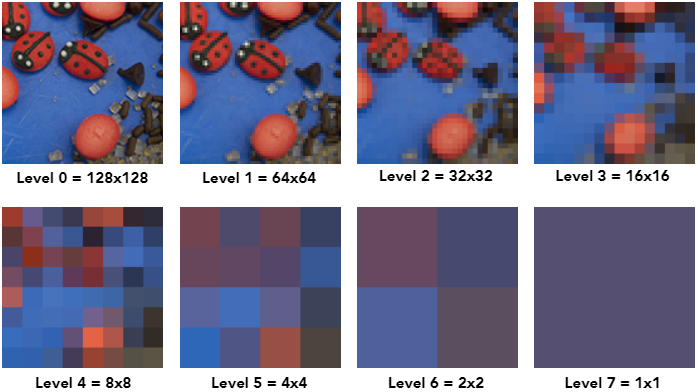 Level 0 = 128x128
Level 1 = 64x64
Level 2 = 32x32
Level 3 = 16x16
Level 4 = 8x8
Level 5 = 4x4
Level 6 = 2x2
Level 7 = 1x1